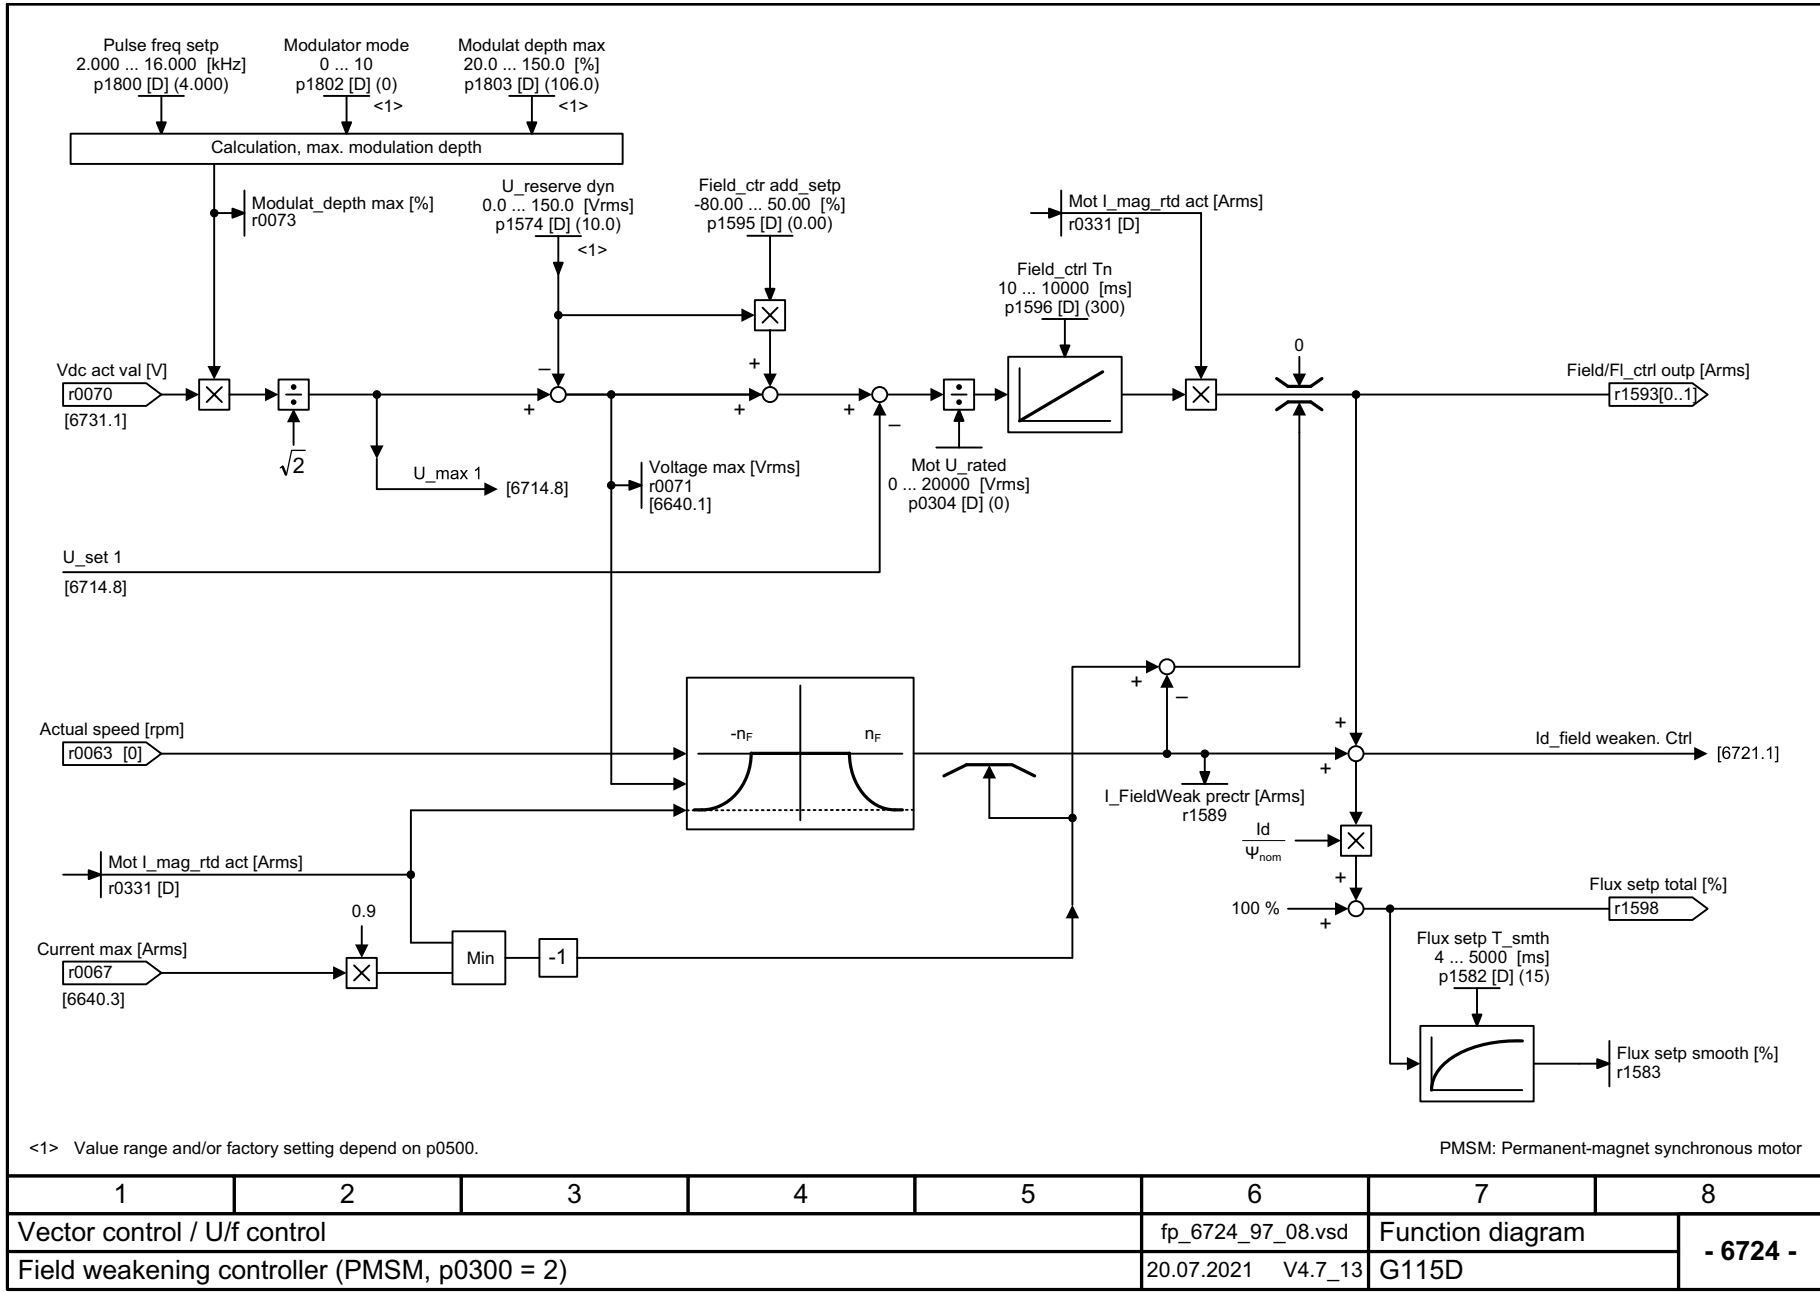 Pulse freq setp
2.000 ... 16.000 [kHz]
p1800 [D] (4.000)
Modulator mode
0 ... 10
p1802 [D] (0)
<1>
Modulat depth max
20.0 ... 150.0 [%]
p1803 [D] (106.0)
<1>
Calculation, max. modulation depth
Modulat_depth max [%]
r0073
U_reserve dyn
0.0 ... 150.0 [Vrms]
p1574 [D] (10.0)
<1>
Field_ctr add_setp
-80.00 ... 50.00 [%]
p1595 [D] (0.00)
Mot I_mag_rtd act [Arms]
r0331 [D]
Field_ctrl Tn
10 ... 10000 [ms]
p1596 [D] (300)
0
Vdc act val [V]
r0070
[6731.1]
÷
√2
U_max 1
[6714.8]
–
+
+
+
+
–
÷
Voltage max [Vrms]
r0071
[6640.1]
Mot U_rated
0 ... 20000 [Vrms]
p0304 [D] (0)
Field/Fl_ctrl outp [Arms]
r1593[0..1]
U_set 1
[6714.8]
+
–
Actual speed [rpm]
r0063 [0]
-nF
nF
+
+
Id_field weaken. Ctrl
[6721.1]
I_FieldWeak prectr [Arms]
r1589
Id
Ψnom
Mot I_mag_rtd act [Arms]
r0331 [D]
0.9
Current max [Arms]
r0067
[6640.3]
Min
-1
+
100 %
+
Flux setp total [%]
r1598
Flux setp T_smth
4 ... 5000 [ms]
p1582 [D] (15)
Flux setp smooth [%]
r1583
<1> Value range and/or factory setting depend on p0500.
PMSM: Permanent-magnet synchronous motor
1 2 3 4 5 6 7 8
Vector control / U/f control
fp_6724_97_08.vsd
Function diagram
- 6724 -
Field weakening controller (PMSM, p0300 = 2)
20.07.2021 V4.7_13
G115D